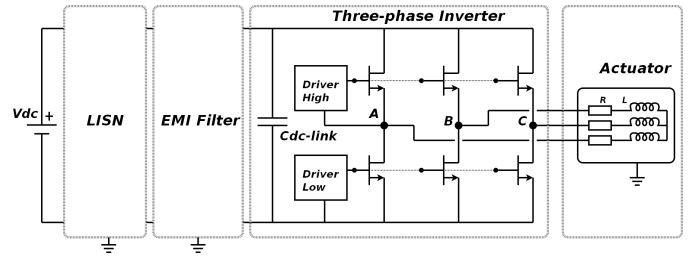 Three-phase Inverter
Actuator
Vdc +
LISN
EMI Filter
Driver
High
Cdc-link
A
B
C
R
L
Driver
Low